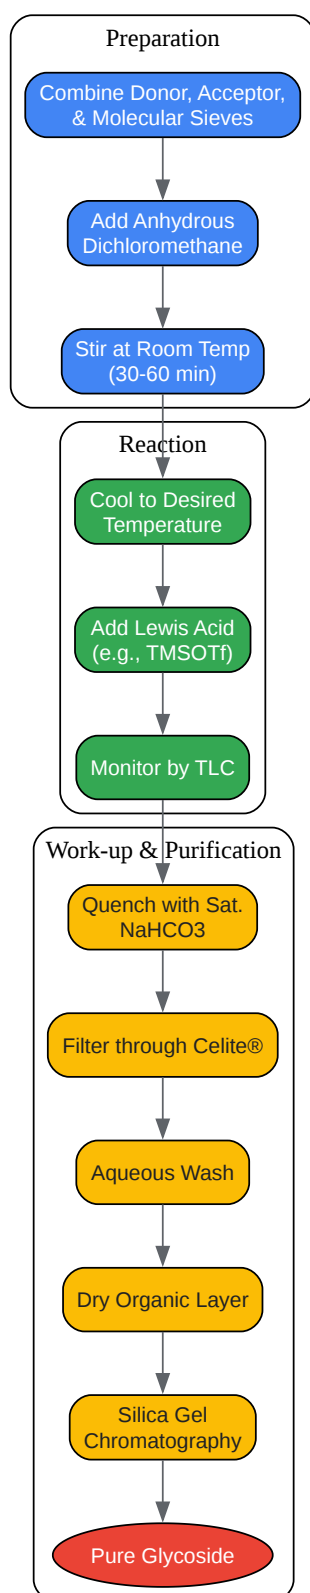 Preparation
Combine Donor, Acceptor,
& Molecular Sieves
Add Anhydrous
Dichloromethane
Stir at Room Temp
(30-60 min)
Reaction
Cool to Desired
Temperature
Add Lewis Acid
(e.g., TMSOTf)
Monitor by TLC
Work-up & Purification
Quench with Sat.
NaHCO3
Filter through Celite®
Aqueous Wash
Dry Organic Layer
Silica Gel
Chromatography
Pure Glycoside